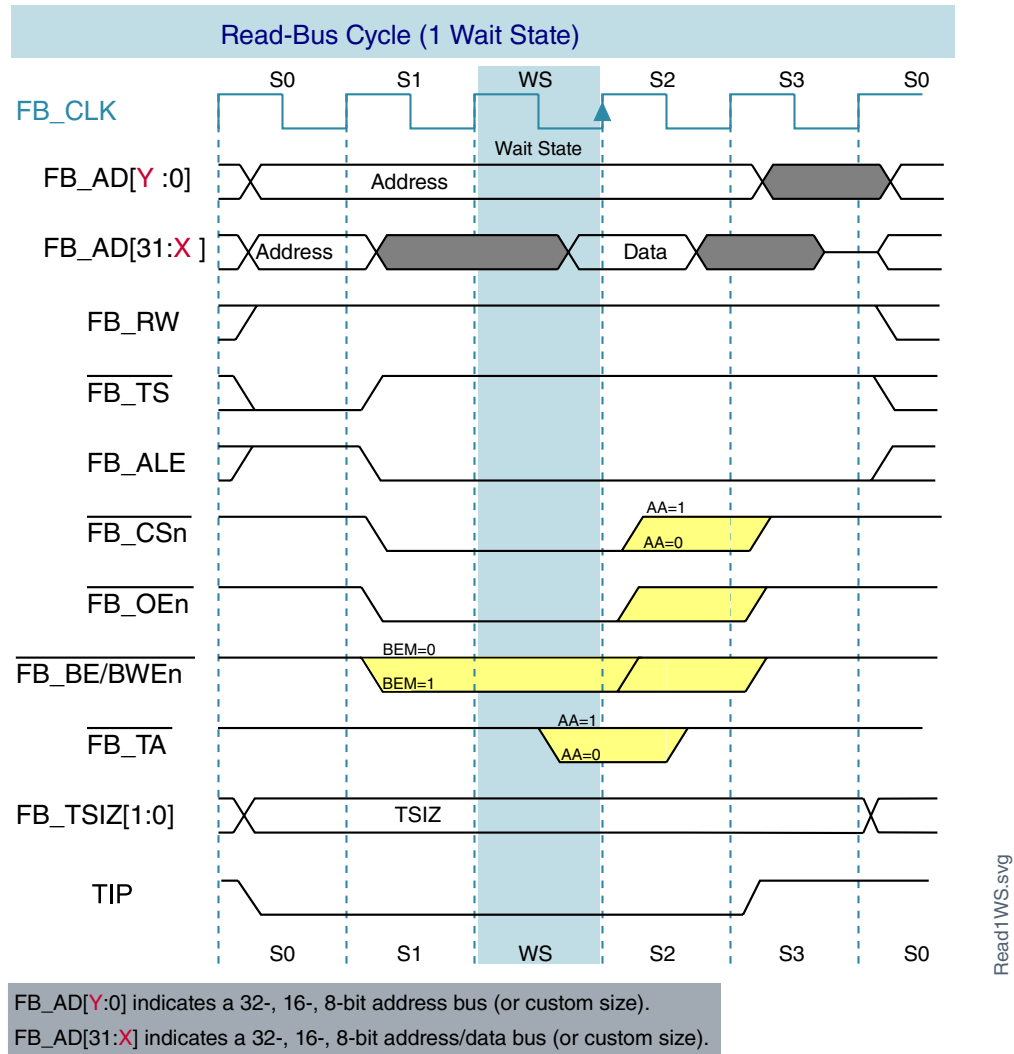 Read-Bus Cycle (1 Wait State)
S0 S1 WS S2 S3 S0
FB_CLK
Wait State
FB_AD[Y :0] Address
FB_AD[31:X ] Address Data
FB_RW
FB_TS
FB_ALE
FB_CSn AA=1
AA=0
FB_OEn
FB_BE/BWEn BEM=0
BEM=1
FB_TA AA=1
AA=0
FB_TSIZ[1:0] TSIZ
TIP
S0 S1 WS S2 S3 S0
Read1WS.svg
FB_AD[Y:0] indicates a 32-, 16-, 8-bit address bus (or custom size).
FB_AD[31:X] indicates a 32-, 16-, 8-bit address/data bus (or custom size).